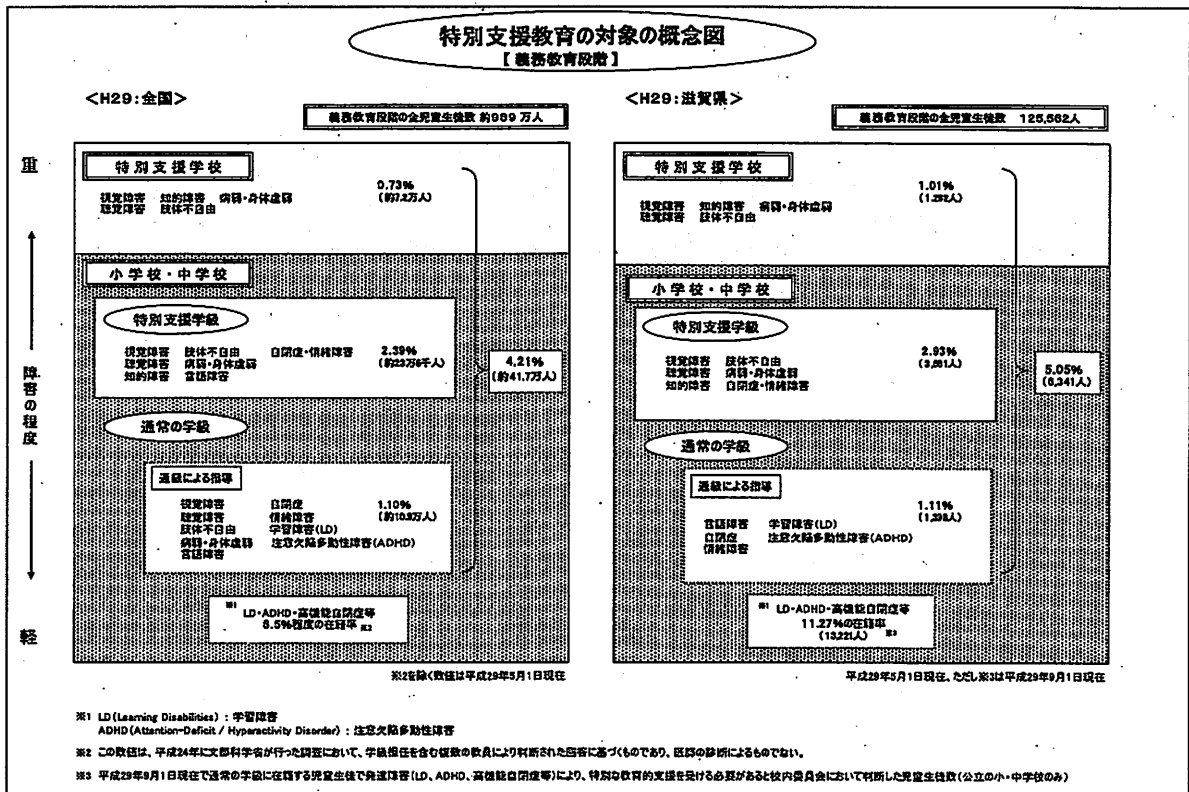 特別支援教育の対象の概念図
【 義務教育段階 】
<H29:全国>
義務教育段階の全児童生徒数 約989 万人
重
障害の程度
軽
特別支援学校
0.73%
(約7.2万人)
視覚障害 知的障害 病弱・身体虚弱
聴覚障害 肢体不自由
小学校・中学校
特別支援学級
視覚障害 肢体不自由 自閉症・情緒障害 2.39%
聴覚障害 病弱・身体虚弱 (約23万6千人)
知的障害 言語障害
4.21%
(約41.7万人)
通常の学級
通級による指導
視覚障害 自閉症 1.10%
聴覚障害 情緒障害 (約10.9万人)
肢体不自由 学習障害(LD)
病弱・身体虚弱 注意欠陥多動性障害(ADHD)
言語障害
※1 LD・ADHD・高機能自閉症等
6.5%程度の在籍率 ※2
※2を除く数値は平成29年5月1日現在
<H29:滋賀県>
義務教育段階の全児童生徒数 125,562人
特別支援学校
1.01%
視覚障害 知的障害 病弱・身体虚弱
聴覚障害 肢体不自由
小学校・中学校
特別支援学級
視覚障害 肢体不自由 2.93%
聴覚障害 病弱・身体虚弱
知的障害 自閉症・情緒障害
5.05%
(6,341人)
通常の学級
通級による指導
1.11%
言語障害 学習障害(LD)
自閉症 注意欠陥多動性障害(ADHD)
情緒障害
※1 LD・ADHD・高機能自閉症等
11.27%の在籍率
(13,221人) ※3
平成29年5月1日現在、ただし※3は平成29年9月1日現在
※1 LD(Learning Disabilities) : 学習障害
ADHD(Attention-Deficit / Hyperactivity Disorder) : 注意欠陥多動性障害
※2 この数値は、平成24年に文部科学省が行った調査において、学級担任を含む複数の教員により判断された回答に基づくものであり、医師の診断によるものでない。
※3 平成29年9月1日現在で通常の学級に在籍する児童生徒で発達障害(LD、ADHD、高機能自閉症等)により、特別な教育的支援を受ける必要があると校内委員会において判断した児童生徒数(公立の小・中学校のみ)